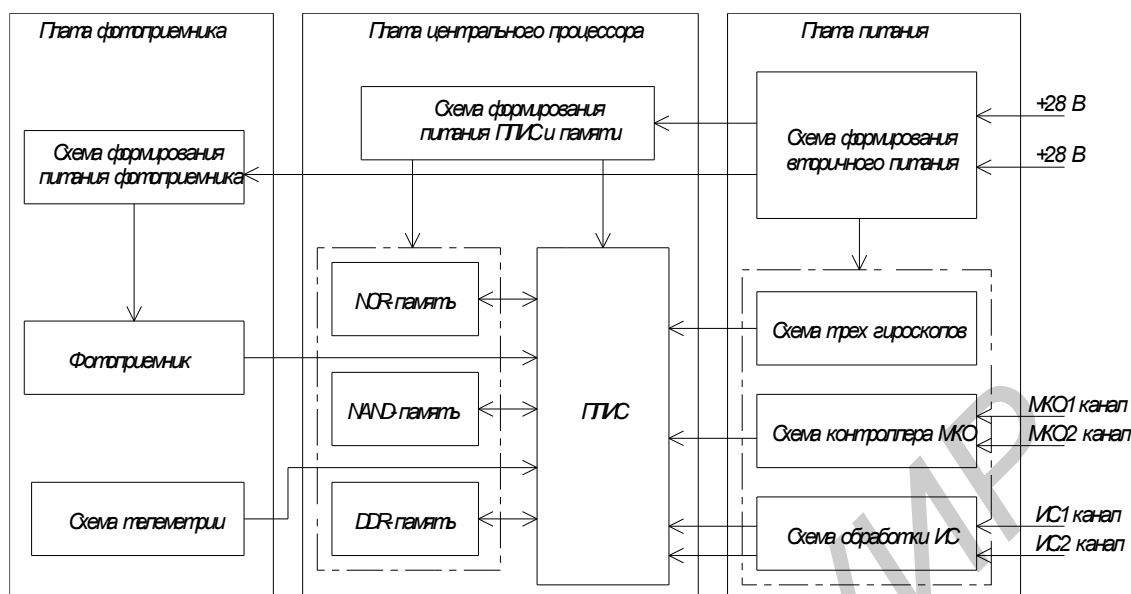 Плата фотоприемника
Схема формирования
питания фотоприемника
Фотоприемник
Схема телеметрии
Плата центрального процессора
Схема формирования
питания ПЛИС и памяти
NOR-память
NAND-память
DDR-память
ПЛИС
Плата питания
Схема формирования
вторичного питания
Схема трех гироскопов
Схема контроллера МКО
Схема обработки ИС
+28 В
+28 В
МКО1 канал
МКО2 канал
ИС1 канал
ИС2 канал
УИР